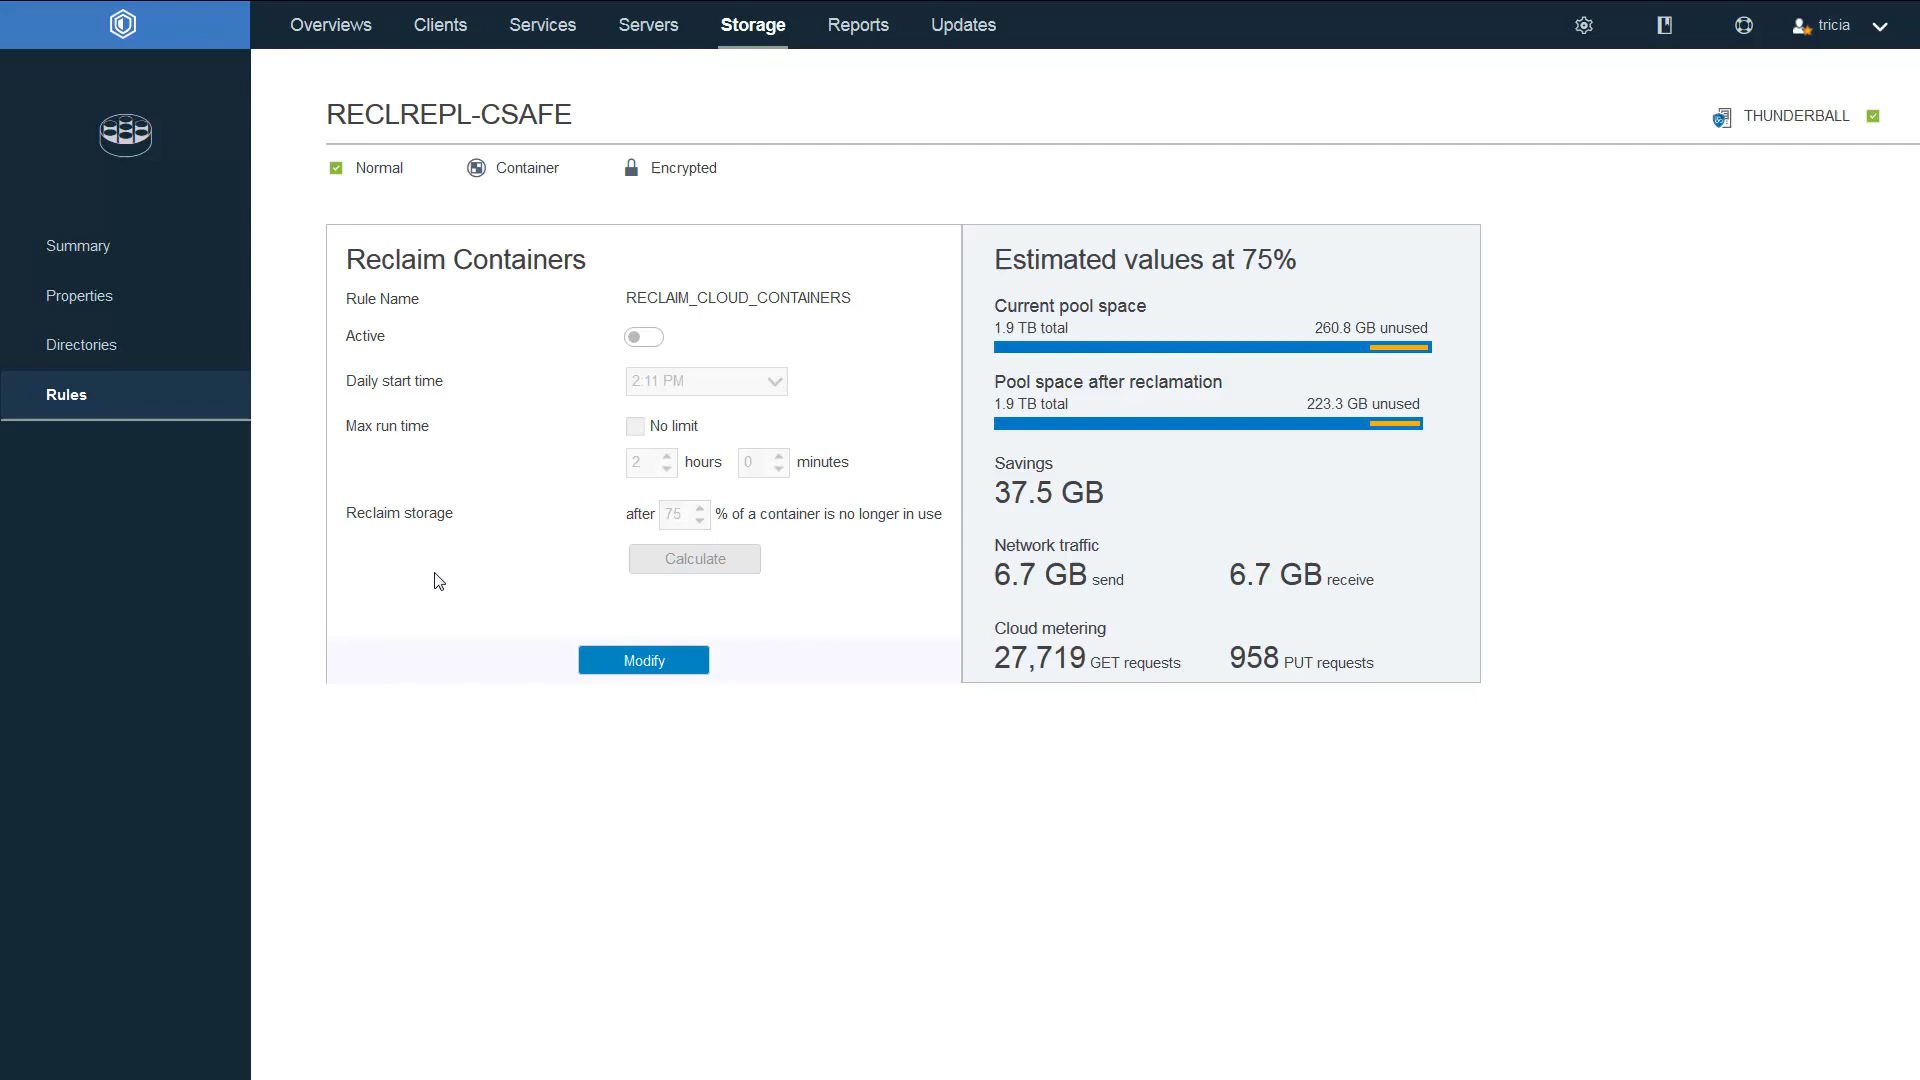 Overviews Clients Services Servers Storage Reports Updates tricia
RECLREPL-CSAFE
THUNDERBALL
Normal Container Encrypted
Summary
Properties
Directories
Rules
Reclaim Containers
Rule Name RECLAIM_CLOUD_CONTAINERS
Active
Daily start time 2:11 PM
Max run time No limit
2 hours 0 minutes
Reclaim storage after 75 % of a container is no longer in use
Calculate
Modify
Estimated values at 75%
Current pool space
1.9 TB total 260.8 GB unused
Pool space after reclamation
1.9 TB total 223.3 GB unused
Savings
37.5 GB
Network traffic
6.7 GB send 6.7 GB receive
Cloud metering
27,719 GET requests 958 PUT requests